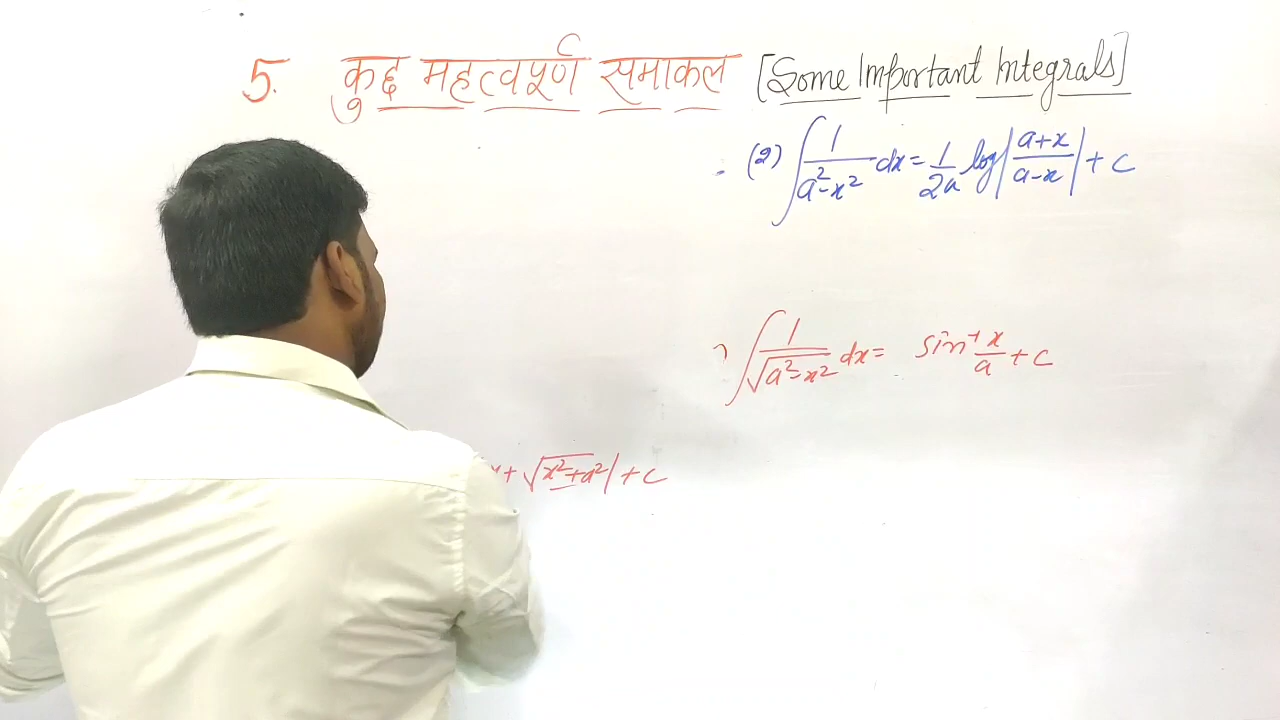 5. कुछ महत्वपूर्ण समाकल [Some Important Integrals]
(2) ∫ 1/(a²-x²) dx = 1/2a log|(a+x)/(a-x)| + c
∫ 1/√(a²-x²) dx = sin⁻¹ x/a + c
+ √(x²+a²)| + c